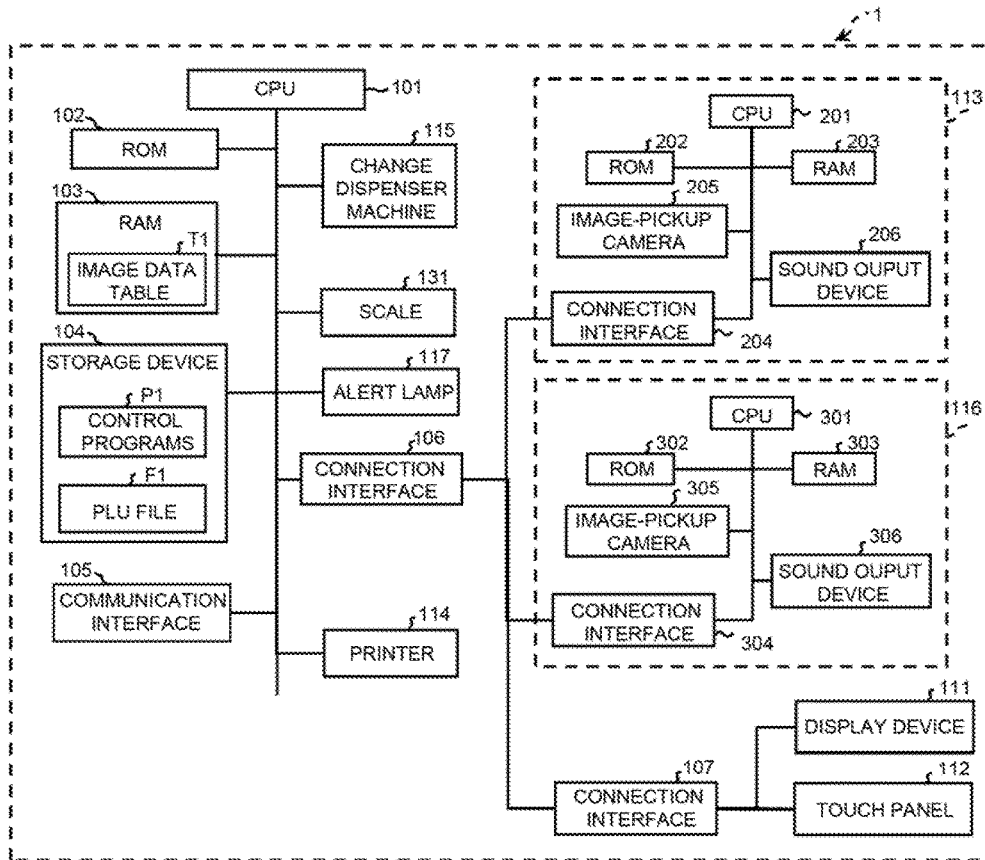 1
CPU
101
102
ROM
115
CHANGE
DISPENSER
MACHINE
103
RAM
T1
IMAGE DATA
TABLE
131
SCALE
104
STORAGE DEVICE
P1
CONTROL
PROGRAMS
F1
PLU FILE
117
ALERT LAMP
106
CONNECTION
INTERFACE
105
COMMUNICATION
INTERFACE
114
PRINTER
113
CPU
201
202
ROM
203
RAM
205
IMAGE-PICKUP
CAMERA
206
SOUND OUPUT
DEVICE
CONNECTION
INTERFACE
204
116
CPU
301
302
ROM
303
RAM
305
IMAGE-PICKUP
CAMERA
306
SOUND OUPUT
DEVICE
CONNECTION
INTERFACE
304
111
DISPLAY DEVICE
107
CONNECTION
INTERFACE
112
TOUCH PANEL